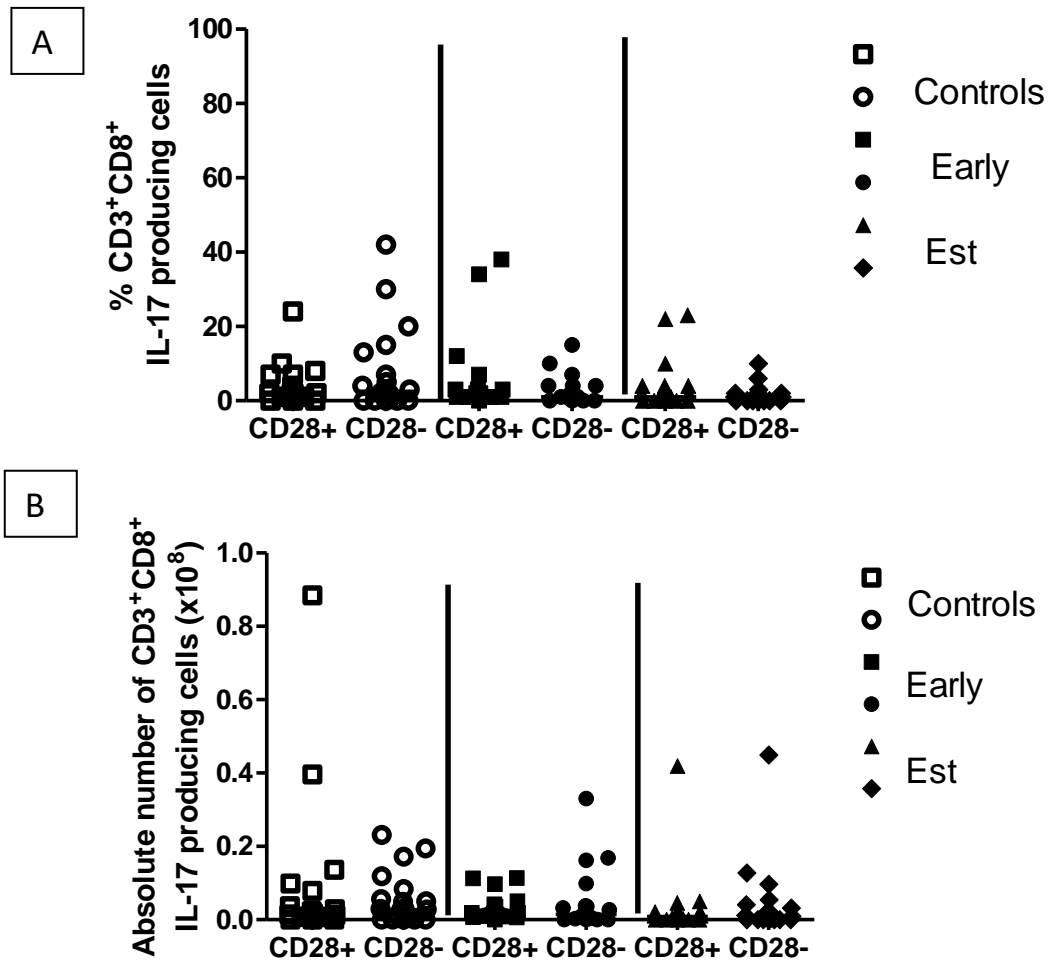 A
% CD3⁺CD8⁺
IL-17 producing cells
100
80
60
40
20
0
CD28+ CD28- CD28+ CD28- CD28+ CD28-
Controls
Early
Est
B
Absolute number of CD3⁺CD8⁺
IL-17 producing cells (x10⁸)
1.0
0.8
0.6
0.4
0.2
0.0
CD28+ CD28- CD28+ CD28- CD28+ CD28-
Controls
Early
Est